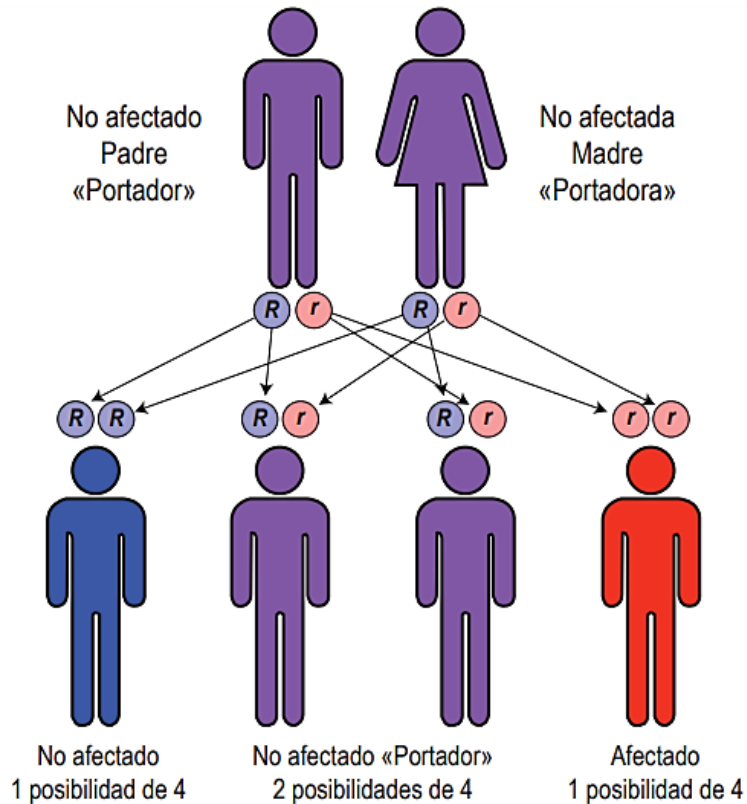 No afectado
Padre
«Portador»
No afectada
Madre
«Portadora»
R r R r
R R R r R r r r
No afectado
1 posibilidad de 4
No afectado «Portador»
2 posibilidades de 4
Afectado
1 posibilidad de 4